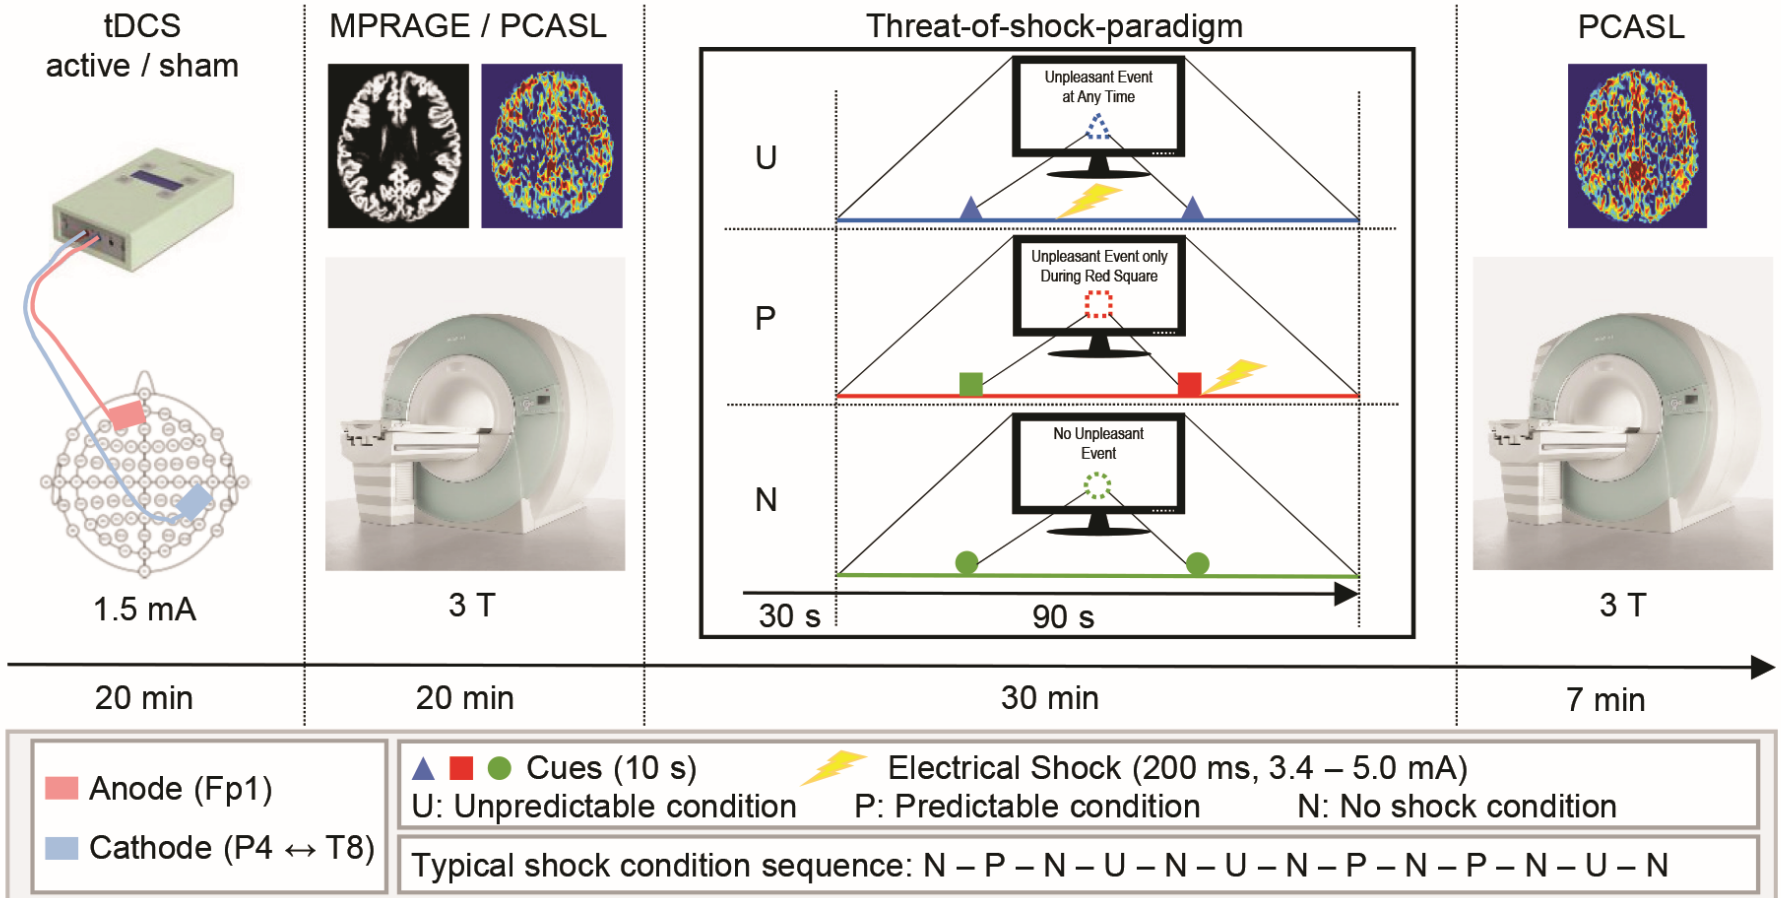 tDCS
active / sham
MPRAGE / PCASL
Threat-of-shock-paradigm
PCASL
Unpleasant Event
at Any Time
U
Unpleasant Event only
During Red Square
P
No Unpleasant
Event
N
30 s
90 s
1.5 mA
3 T
3 T
20 min
20 min
30 min
7 min
Anode (Fp1)
Cathode (P4 ↔ T8)
Cues (10 s)
Electrical Shock (200 ms, 3.4 – 5.0 mA)
U: Unpredictable condition
P: Predictable condition
N: No shock condition
Typical shock condition sequence: N – P – N – U – N – U – N – P – N – P – N – U – N